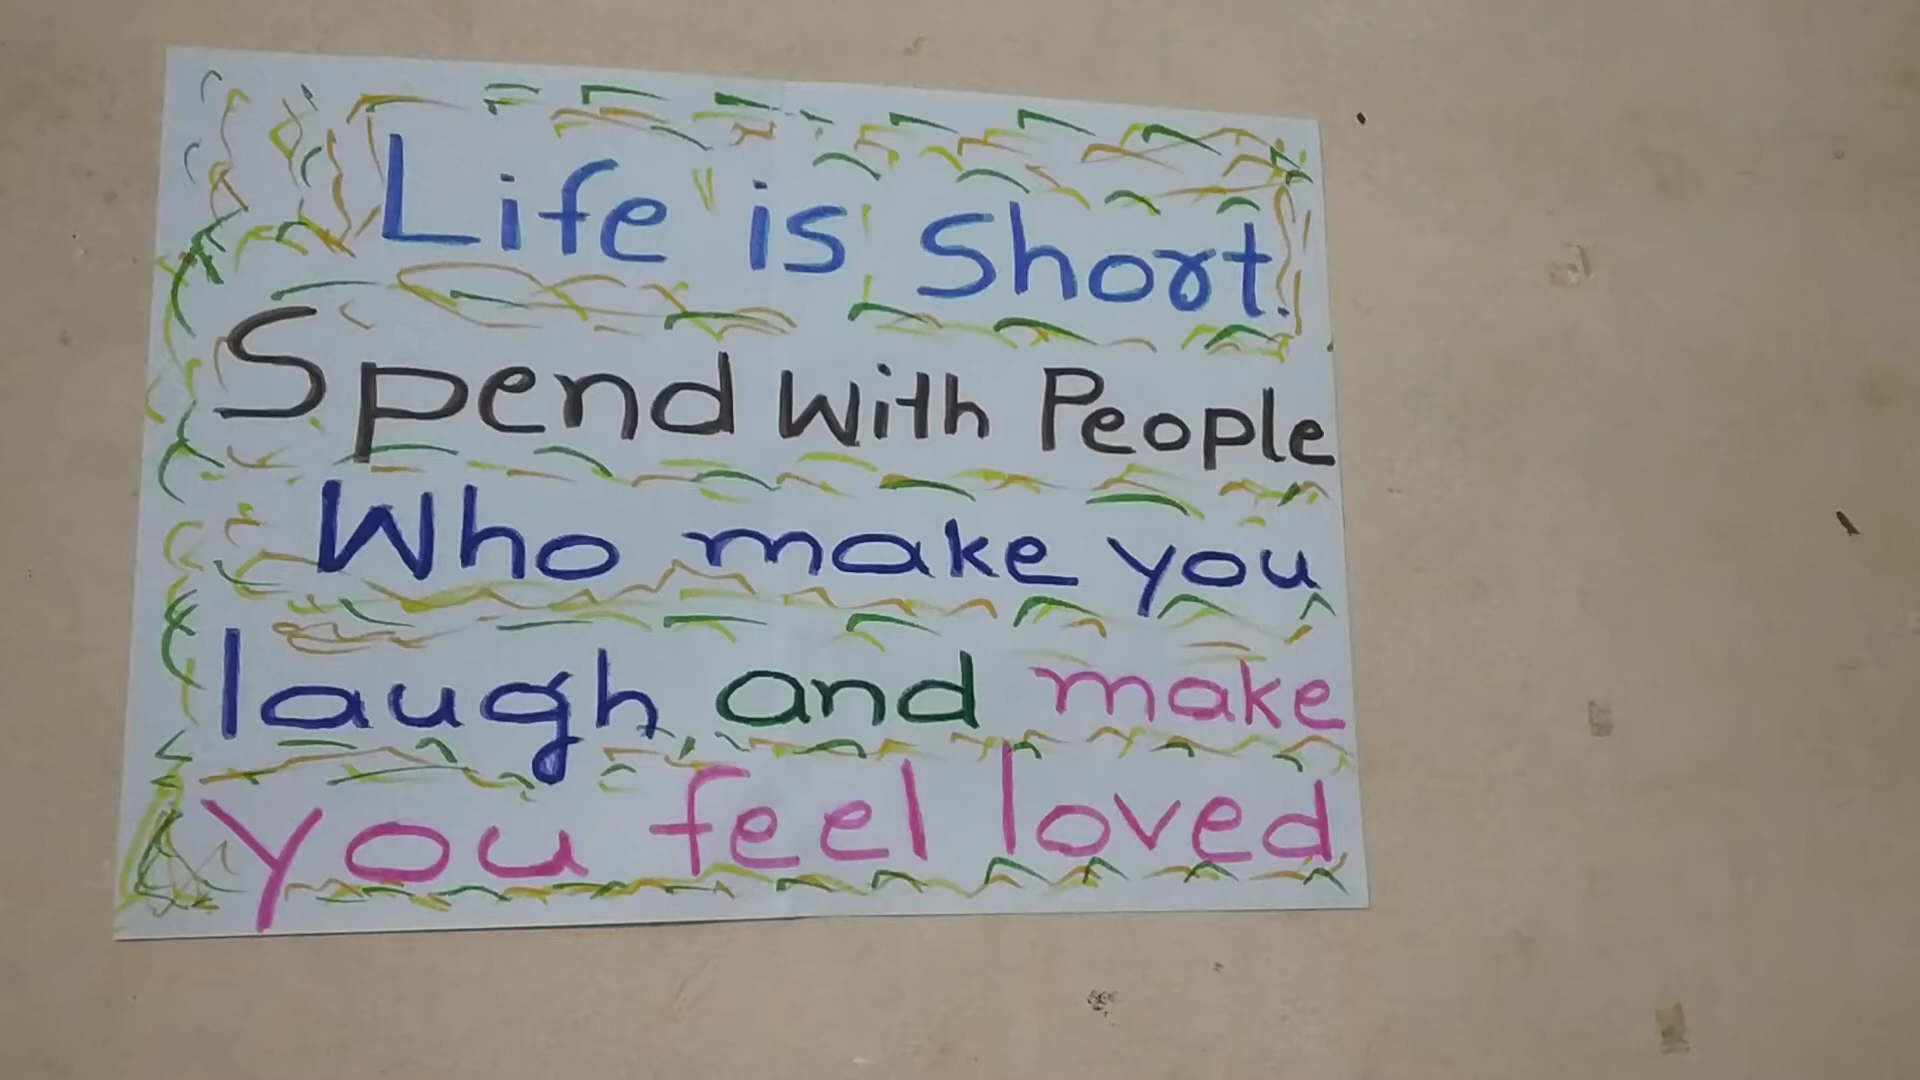 Life is Short.
Spend With People
Who make you
laugh and make
you feel loved